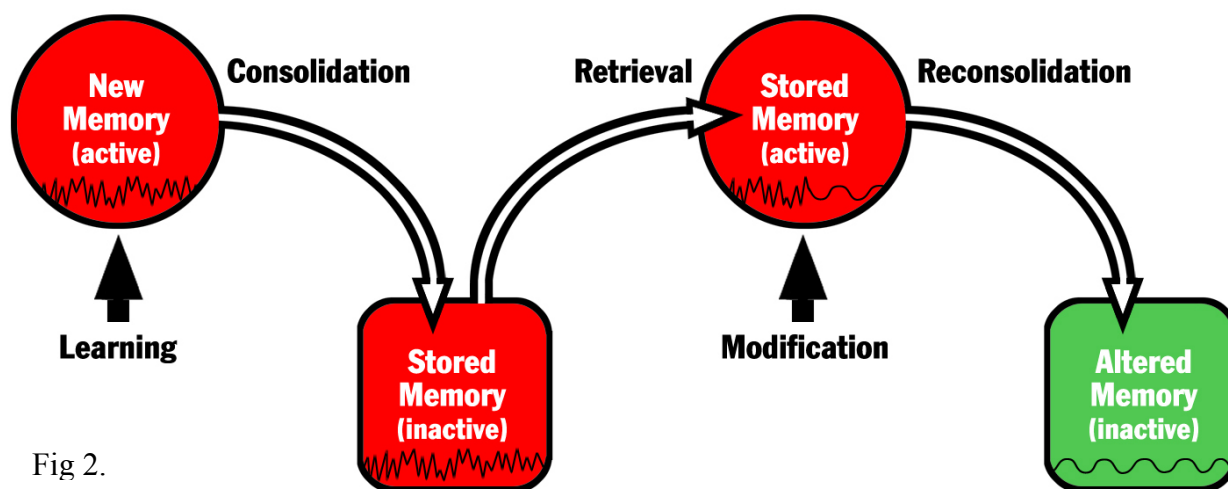 New
Memory
(active)
Consolidation
Retrieval
Stored
Memory
(active)
Reconsolidation
Learning
Stored
Memory
(inactive)
Modification
Altered
Memory
(inactive)
Fig 2.